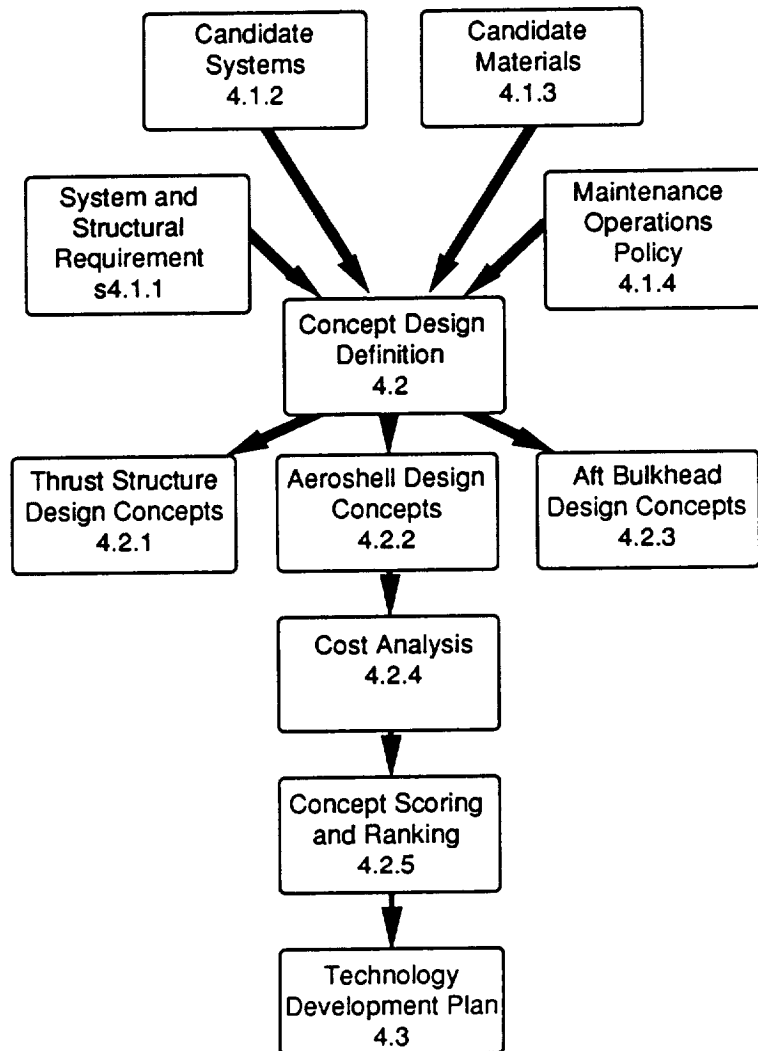 Candidate
Systems
4.1.2
Candidate
Materials
4.1.3
System and
Structural
Requirement
s4.1.1
Maintenance
Operations
Policy
4.1.4
Concept Design
Definition
4.2
Thrust Structure
Design Concepts
4.2.1
Aeroshell Design
Concepts
4.2.2
Aft Bulkhead
Design Concepts
4.2.3
Cost Analysis
4.2.4
Concept Scoring
and Ranking
4.2.5
Technology
Development Plan
4.3